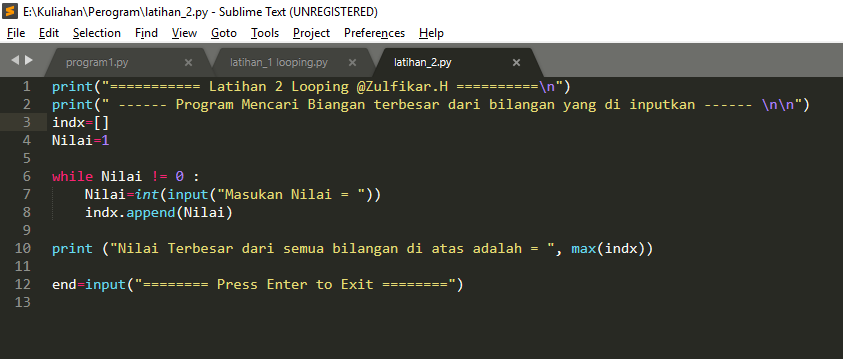 E:\Kuliahan\Perogram\latihan_2.py - Sublime Text (UNREGISTERED)
File Edit Selection Find View Goto Tools Project Preferences Help
program1.py × latihan_1 looping.py × latihan_2.py ×
1 print("=========== Latihan 2 Looping @Zulfikar.H ==========\n")
2 print(" ------ Program Mencari Biangan terbesar dari bilangan yang di inputkan ------ \n\n")
3 indx=[]
4 Nilai=1
5
6 while Nilai != 0 :
7 Nilai=int(input("Masukan Nilai = "))
8 indx.append(Nilai)
9
10 print ("Nilai Terbesar dari semua bilangan di atas adalah = ", max(indx))
11
12 end=input("======== Press Enter to Exit ========")
13